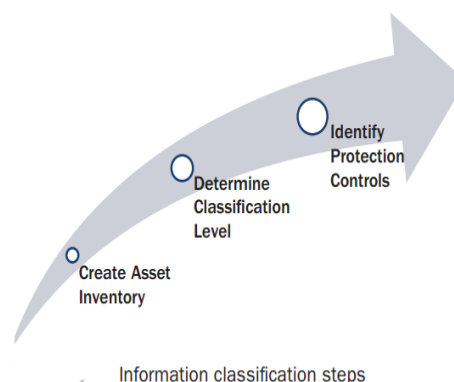 Identify
Protection
Controls
Determine
Classification
Level
Create Asset
Inventory
Information classification steps